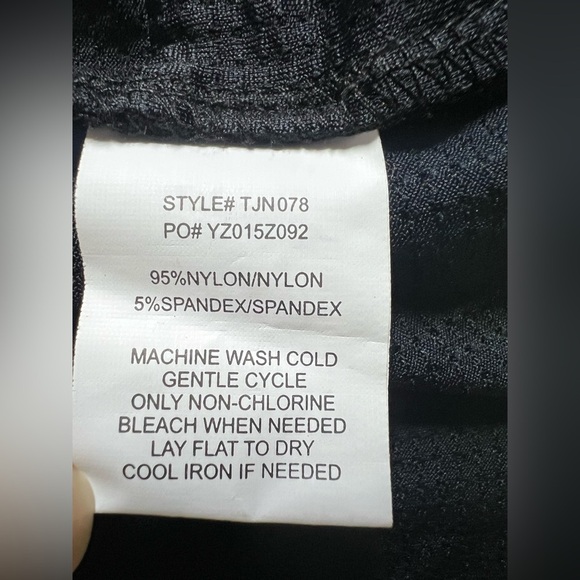 STYLE# TJN078
PO# YZ015Z092
95%NYLON/NYLON
5%SPANDEX/SPANDEX
MACHINE WASH COLD
GENTLE CYCLE
ONLY NON-CHLORINE
BLEACH WHEN NEEDED
LAY FLAT TO DRY
COOL IRON IF NEEDED